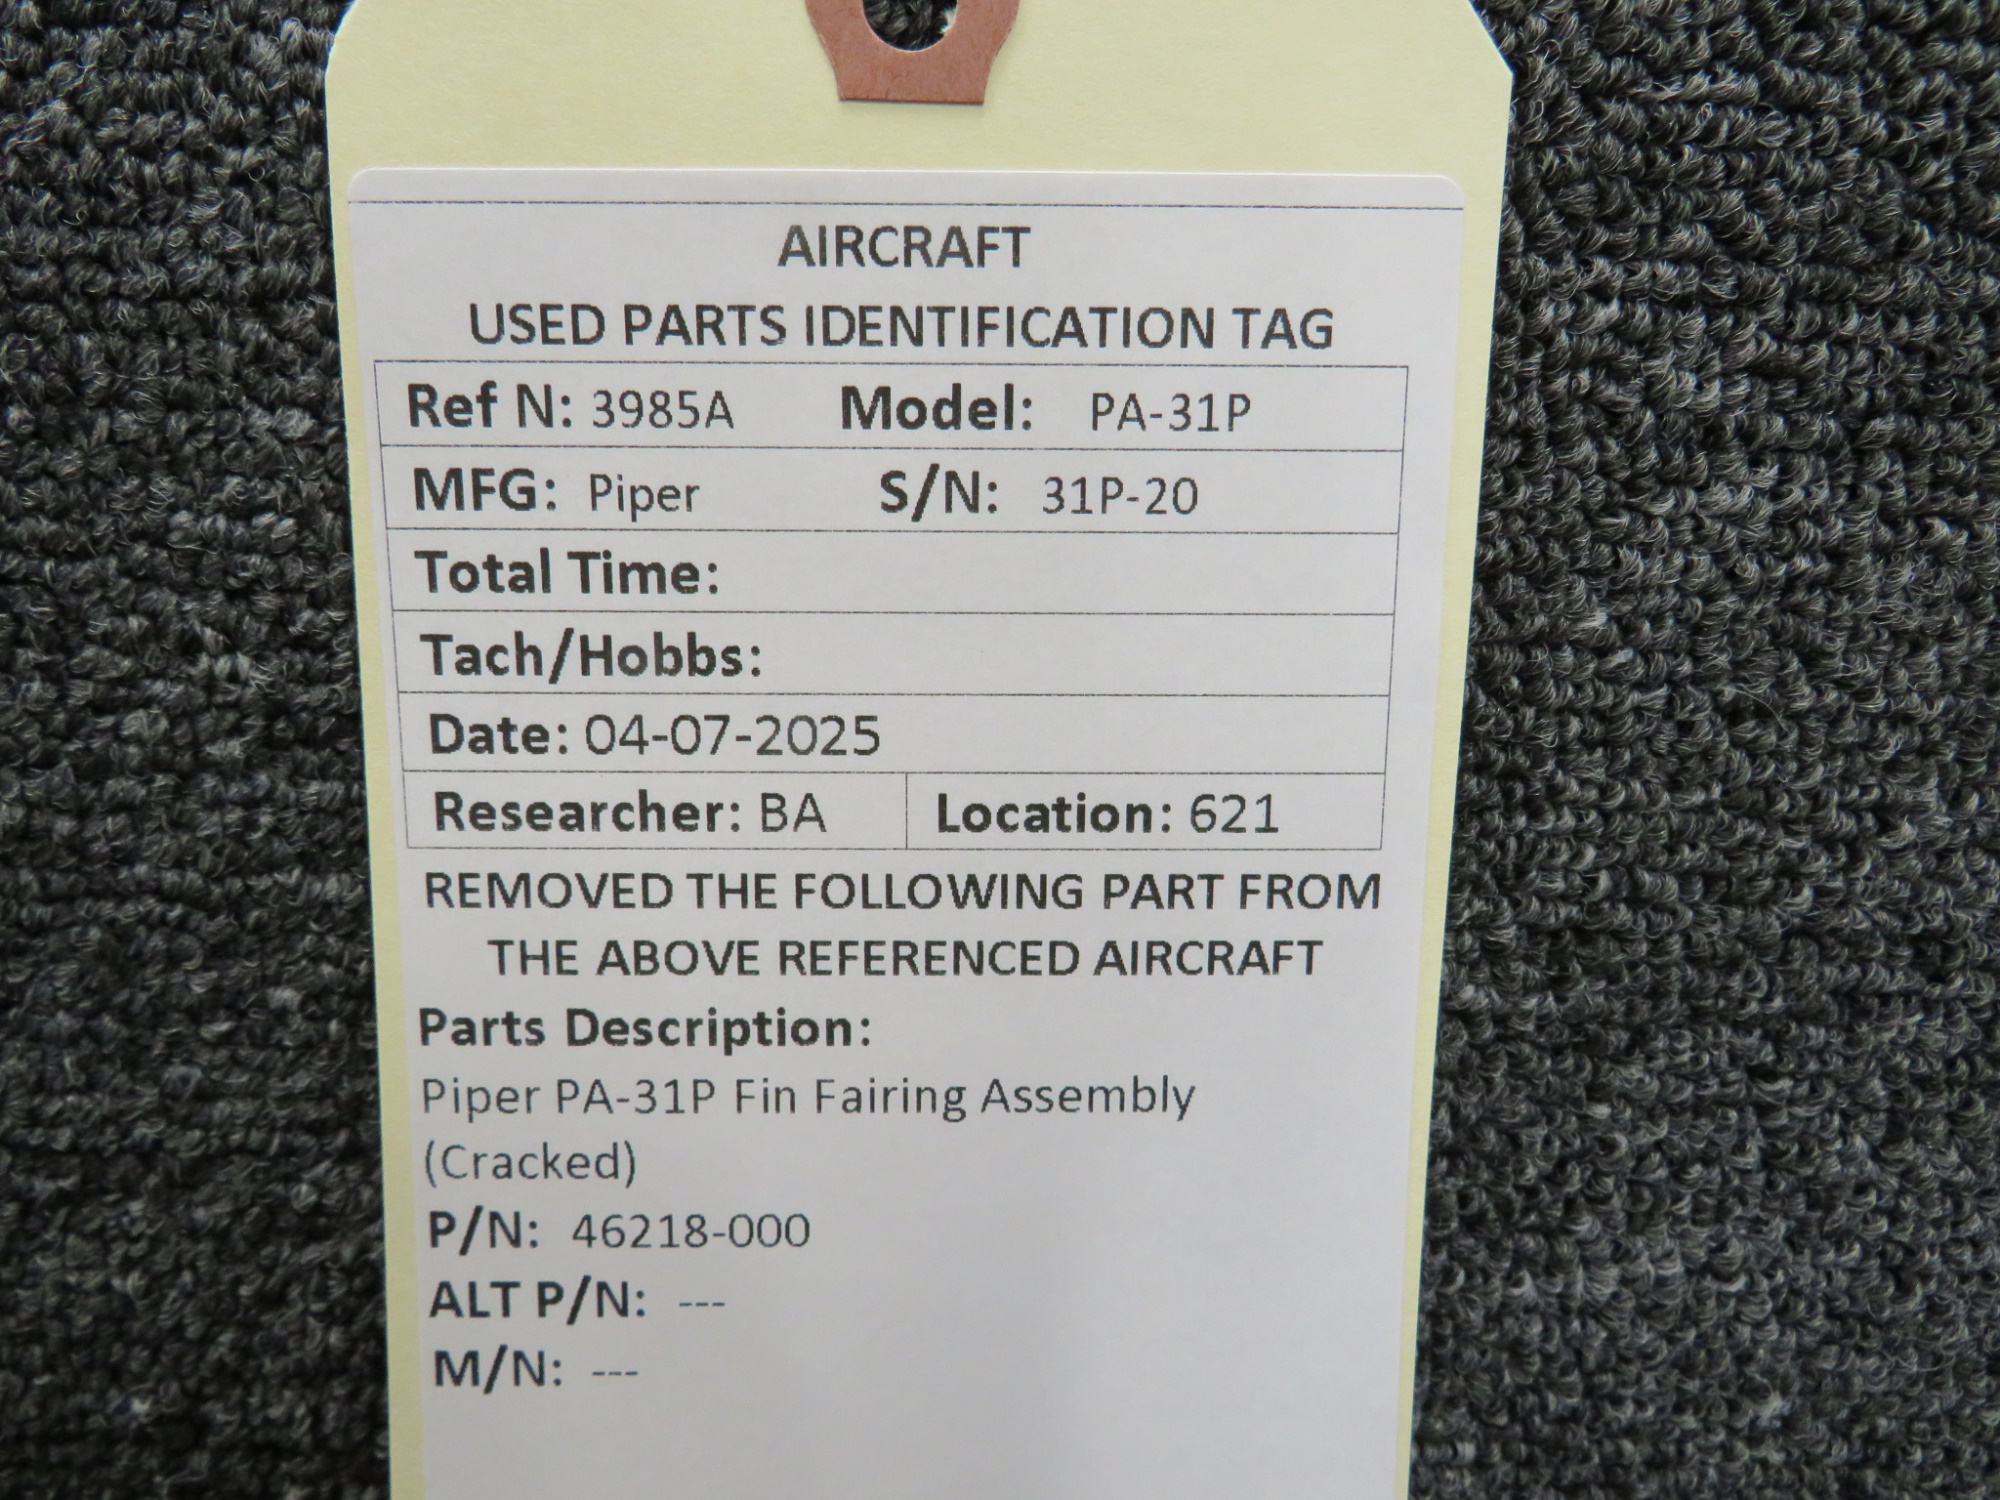 AIRCRAFT
USED PARTS IDENTIFICATION TAG
Ref N: 3985A Model: PA-31P
MFG: Piper S/N: 31P-20
Total Time:
Tach/Hobbs:
Date: 04-07-2025
Researcher: BA Location: 621
REMOVED THE FOLLOWING PART FROM
THE ABOVE REFERENCED AIRCRAFT
Parts Description:
Piper PA-31P Fin Fairing Assembly
(Cracked)
P/N: 46218-000
ALT P/N: ---
M/N: ---